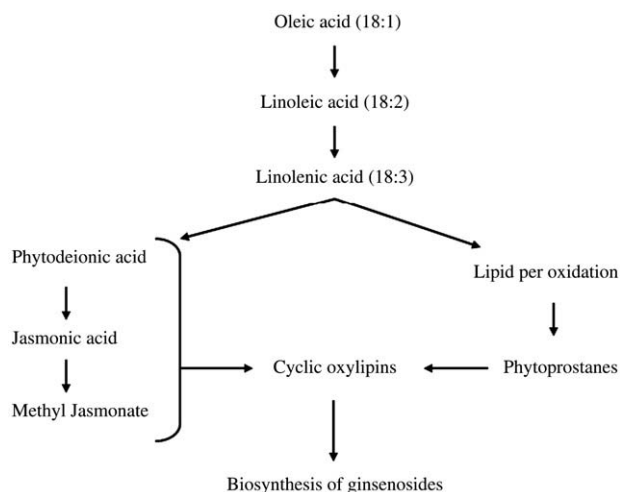 Oleic acid (18:1)
Linoleic acid (18:2)
Linolenic acid (18:3)
Phytodeionic acid
Lipid per oxidation
Jasmonic acid
Cyclic oxylipins
Phytoprostanes
Methyl Jasmonate
Biosynthesis of ginsenosides